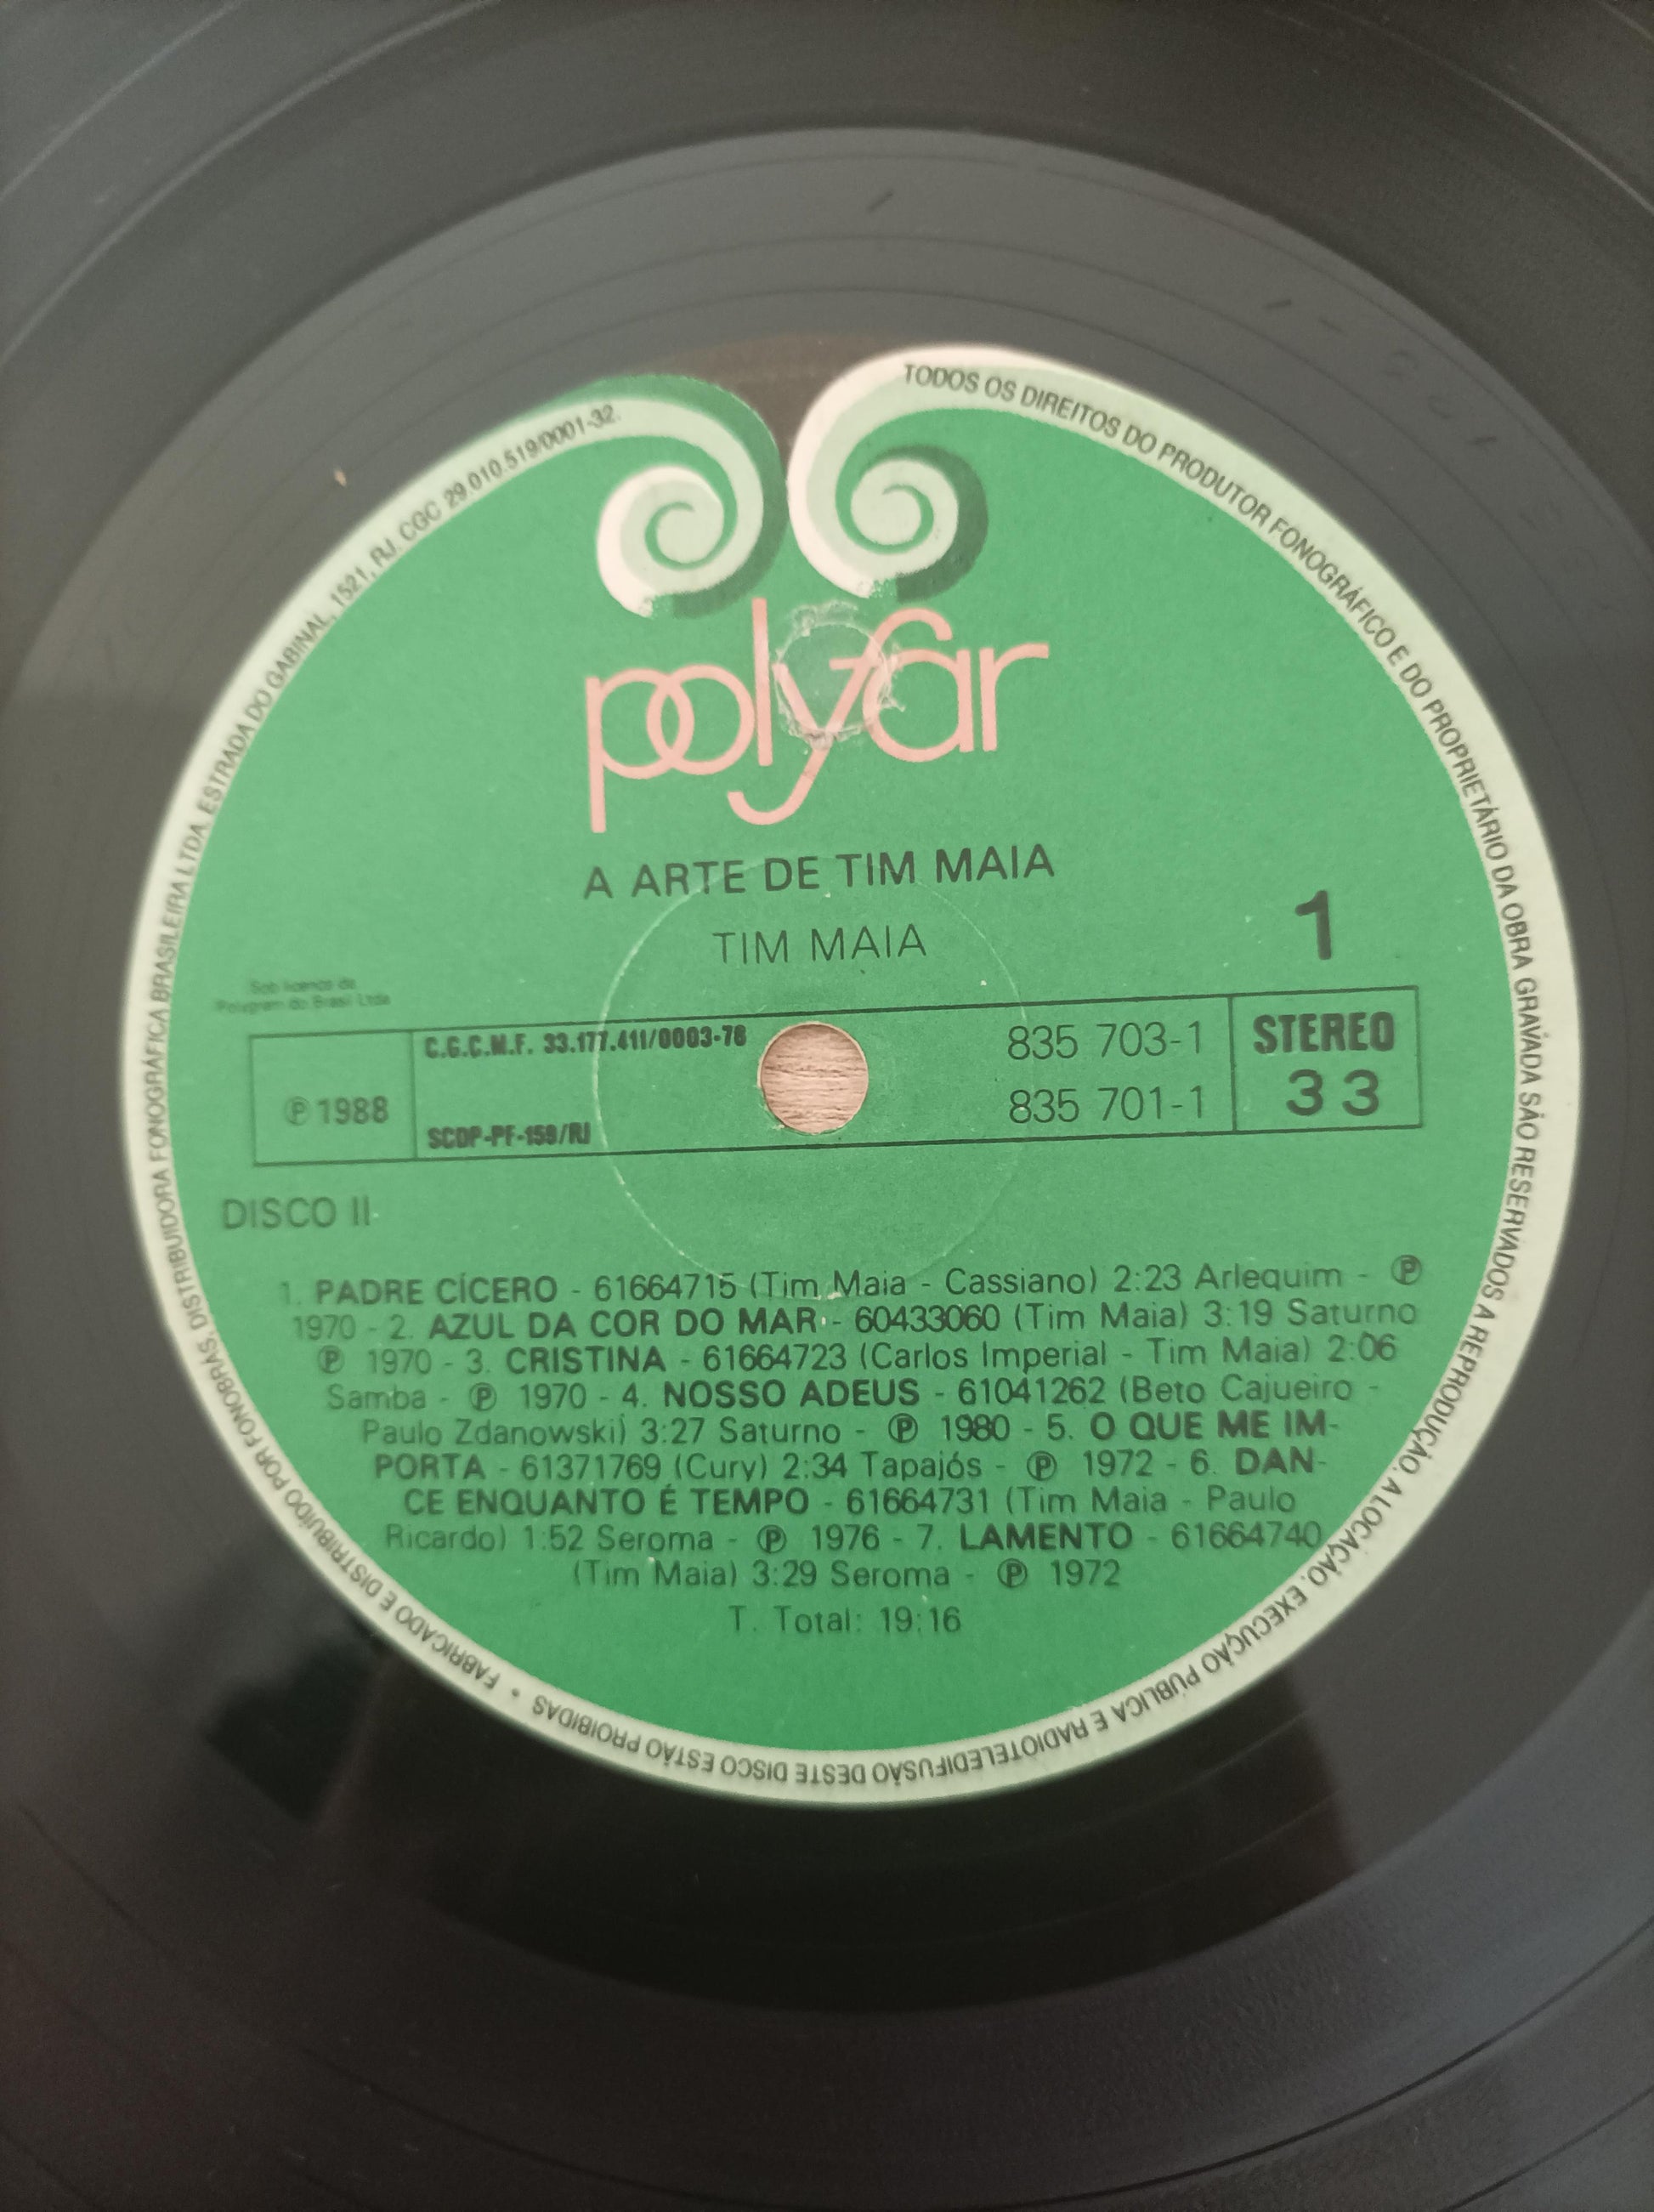 TODOS OS DIREITOS DO PRODUTOR FONOGRÁFICO E DO PROPRIETÁRIO DA OBRA GRAVADA SÃO RESERVADOS A REPRODUÇÃO. A LOCAÇÃO. EXECUÇÃO PÚBLICA E RADIOTELEDIFUSÃO DESTE DISCO ESTÃO PROIBIDAS • FABRICADO E DISTRIBUÍDO POR FONOBRÁS, DISTRIBUIDORA FONOGRÁFICA BRASILEIRA LTDA. ESTRADA DO GABINAL, 1521, RJ. CGC 29.010.519/0001-32.
polyfar
A ARTE DE TIM MAIA
TIM MAIA
1
Sob licença da
Polygram do Brasil Ltda
C.G.C.M.F. 33.177.411/0003-78
℗ 1988
SCDP-PF-159/RJ
835 703-1
835 701-1
STEREO
33
DISCO II
1. PADRE CÍCERO - 61664715 (Tim Maia - Cassiano) 2:23 Arlequim - ℗
1970 - 2. AZUL DA COR DO MAR - 60433060 (Tim Maia) 3:19 Saturno
℗ 1970 - 3. CRISTINA - 61664723 (Carlos Imperial - Tim Maia) 2:06
Samba - ℗ 1970 - 4. NOSSO ADEUS - 61041262 (Beto Cajueiro -
Paulo Zdanowski) 3:27 Saturno - ℗ 1980 - 5. O QUE ME IM-
PORTA - 61371769 (Cury) 2:34 Tapajós - ℗ 1972 - 6. DAN-
CE ENQUANTO É TEMPO - 61664731 (Tim Maia - Paulo
Ricardo) 1:52 Seroma - ℗ 1976 - 7. LAMENTO - 61664740
(Tim Maia) 3:29 Seroma - ℗ 1972
T. Total: 19:16